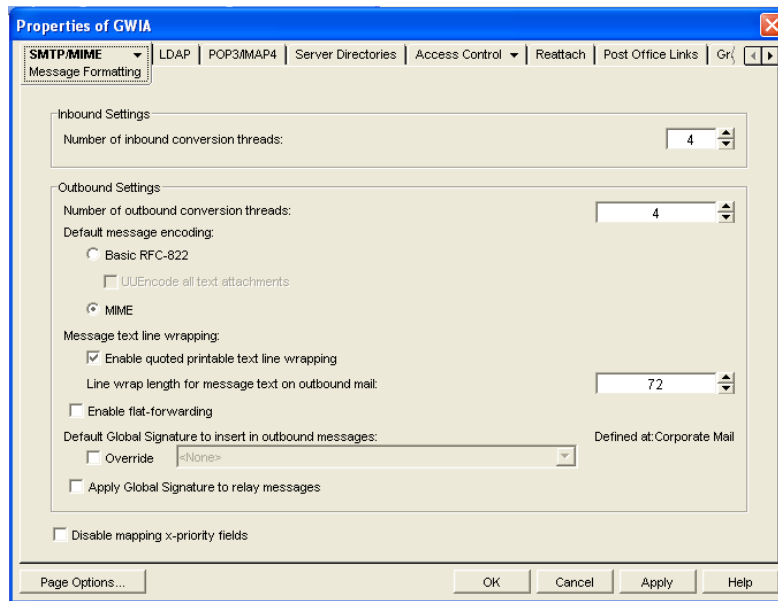 Properties of GWIA
SMTP/MIME LDAP POP3/IMAP4 Server Directories Access Control Reattach Post Office Links
Message Formatting
Inbound Settings
Number of inbound conversion threads: 4
Outbound Settings
Number of outbound conversion threads: 4
Default message encoding:
Basic RFC-822
UUEncode all text attachments
MIME
Message text line wrapping:
Enable quoted printable text line wrapping
Line wrap length for message text on outbound mail: 72
Enable flat-forwarding
Default Global Signature to insert in outbound messages: Defined at:Corporate Mail
Override <None>
Apply Global Signature to relay messages
Disable mapping x-priority fields
Page Options... OK Cancel Apply Help